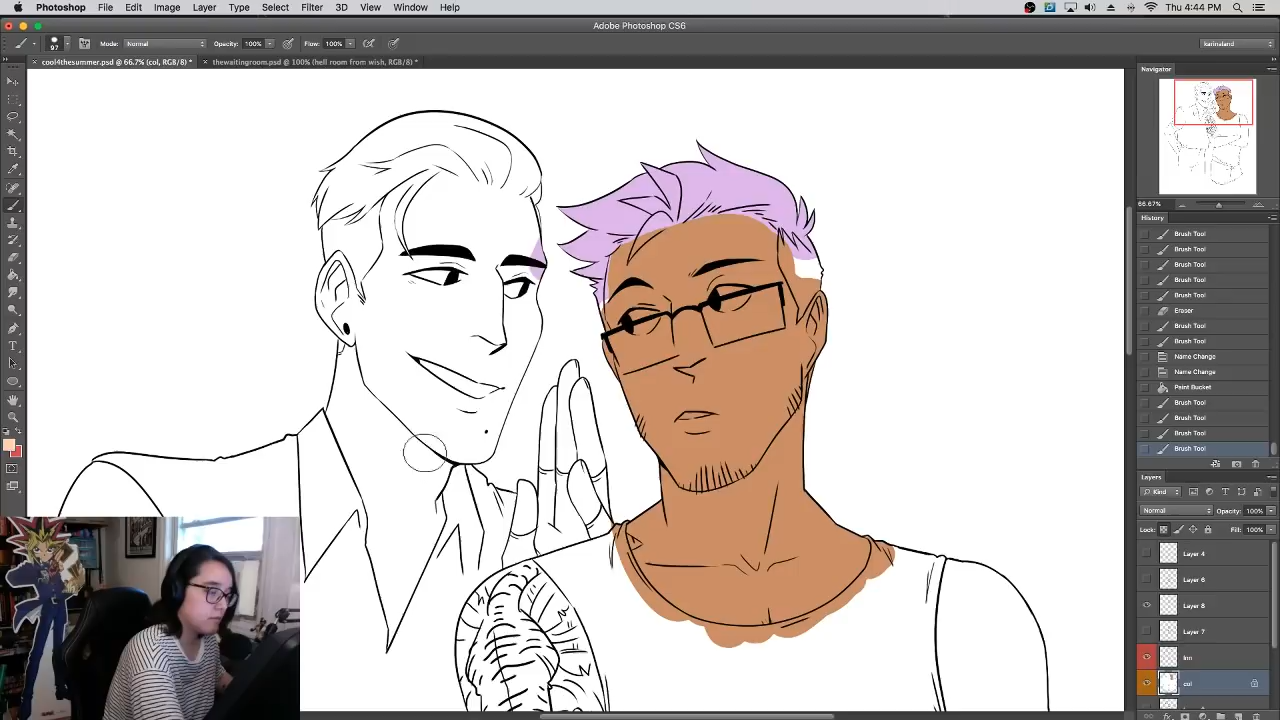 Photoshop File Edit Image Layer Type Select Filter 3D View Window Help
Thu 4:44 PM
Adobe Photoshop CS6
97
Mode: Normal Opacity: 100% Flow: 100%
karinsland
cool4thesummer.psd @ 66.7% (col, RGB/8) * thewaitingroom.psd @ 100% (hell room from wish, RGB/8) *
Navigator
66.67%
History
Brush Tool
Brush Tool
Brush Tool
Brush Tool
Brush Tool
Eraser
Brush Tool
Brush Tool
Name Change
Name Change
Paint Bucket
Brush Tool
Brush Tool
Brush Tool
Brush Tool
Layers
Kind
Normal Opacity: 100%
Lock: Fill: 100%
Layer 4
Layer 6
Layer 8
Layer 7
col